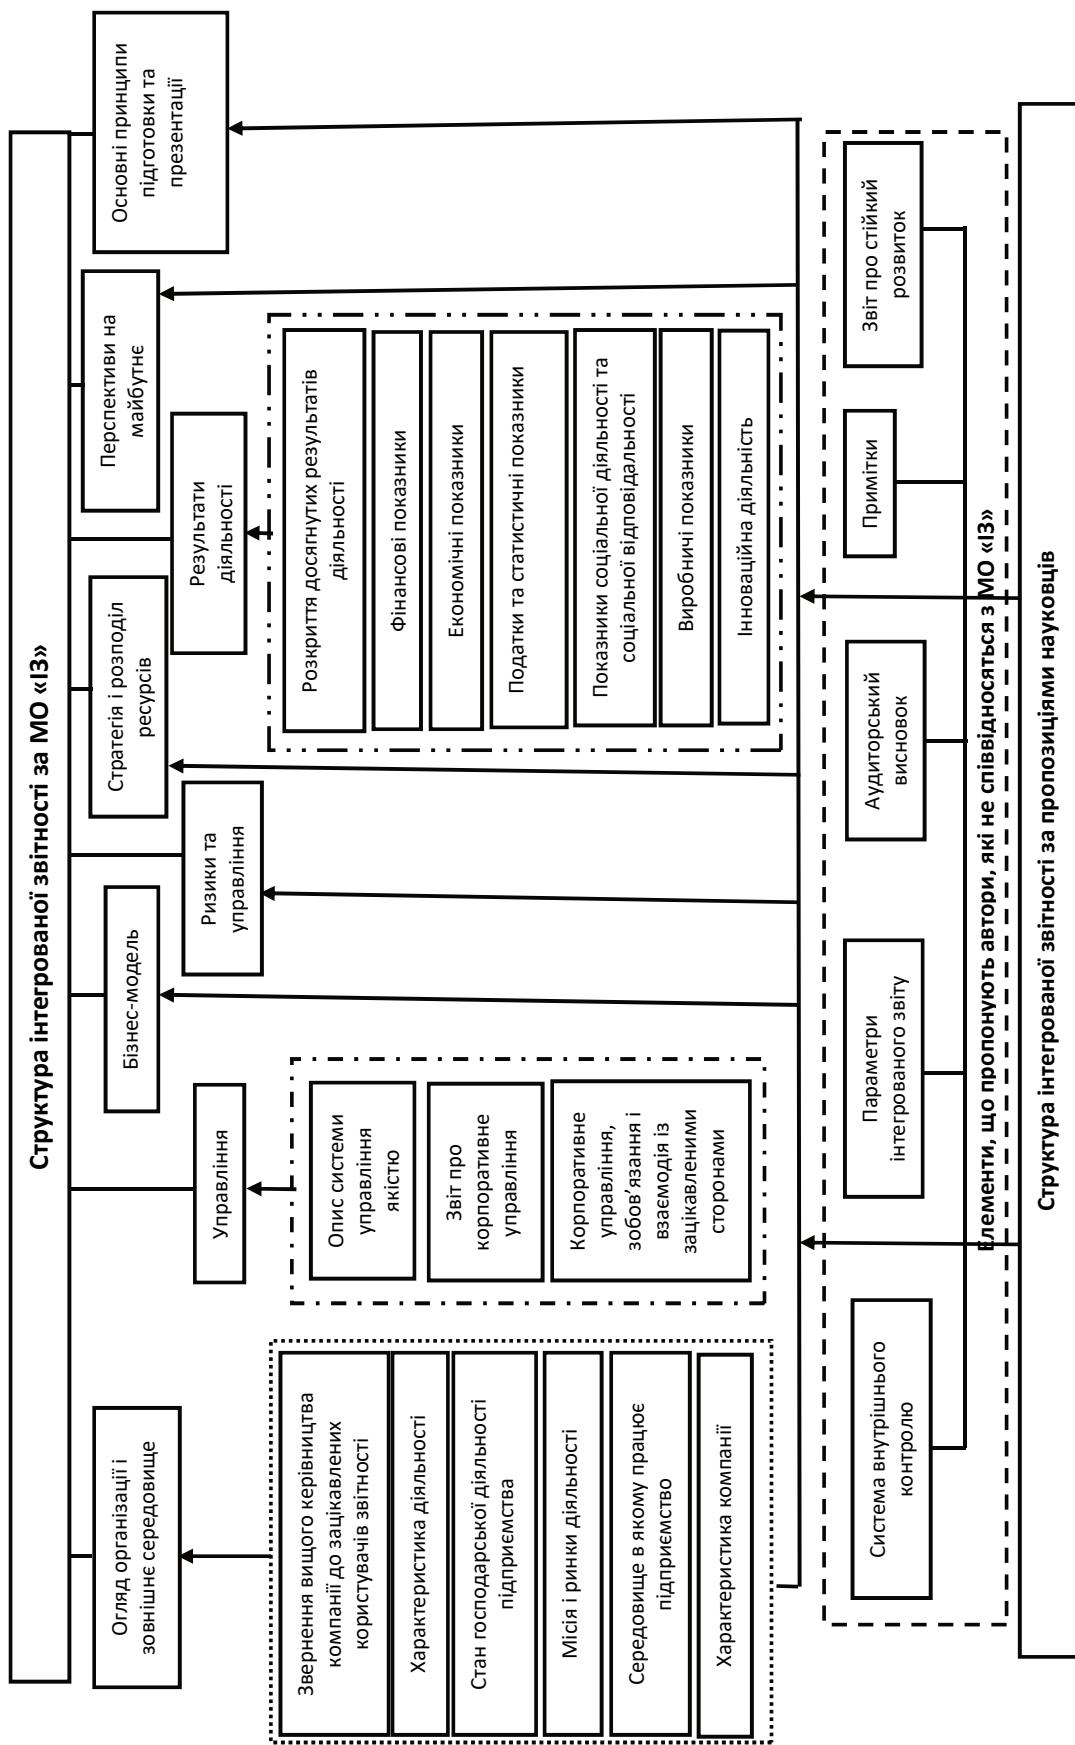 Структура інтегрованої звітності за МО «ІЗ»
Огляд організації і
зовнішнє середовище
Управління
Бізнес-модель
Ризики та
управління
Стратегія і розподіл
ресурсів
Результати
діяльності
Перспективи на
майбутнє
Основні принципи
підготовки та
презентації
Звернення вищого керівництва
компанії до зацікавлених
користувачів звітності
Характеристика діяльності
Стан господарської діяльності
підприємства
Місія і ринки діяльності
Середовище в якому працює
підприємство
Характеристика компанії
Опис системи
управління
якістю
Звіт про
корпоративне
управління
Корпоративне
управління,
зобов’язання і
взаємодія із
зацікавленими
сторонами
Розкриття досягнутих результатів
діяльності
Фінансові показники
Економічні показники
Податки та статистичні показники
Показники соціальної діяльності та
соціальної відповідальності
Виробничі показники
Інноваційна діяльність
Система внутрішнього
контролю
Параметри
інтегрованого звіту
Аудиторський
висновок
Примітки
Звіт про стійкий
розвиток
Елементи, що пропонують автори, які не співвідносяться з МО «ІЗ»
Структура інтегрованої звітності за пропозиціями науковців